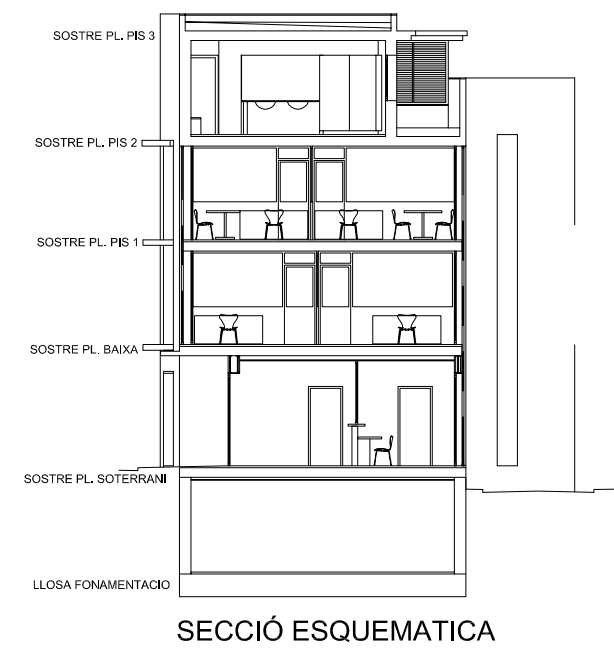 SOSTRE PL. PIS 3
SOSTRE PL. PIS 2
SOSTRE PL. PIS 1
SOSTRE PL. BAIXA
SOSTRE PL. SOTERRANI
LLOSA FONAMENTACIO
SECCIÓ ESQUEMATICA